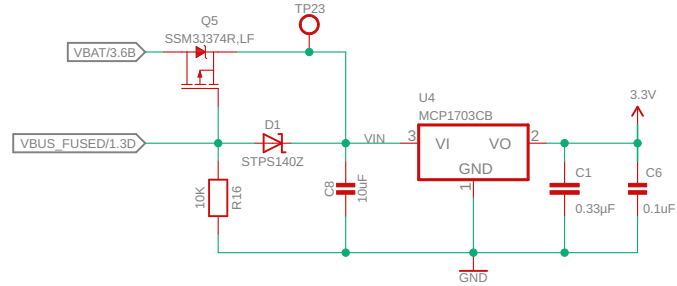 TP23
Q5
SSM3J374R,LF
VBAT/3.6B
U4
MCP1703CB
3.3V
D1
VBUS_FUSED/1.3D
VIN
3
VI
VO
2
STPS140Z
GND
1
10K
R16
C8
10uF
C1
0.33µF
C6
0.1uF
GND